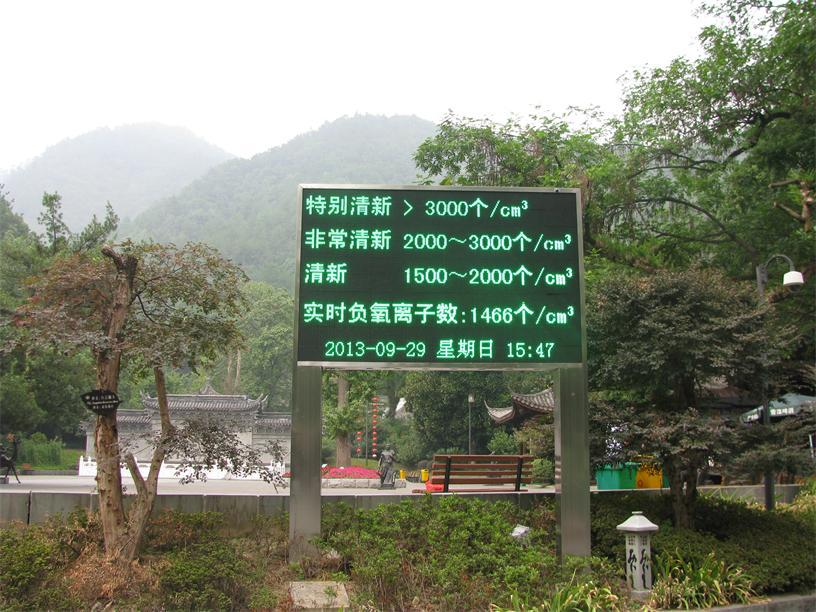 特别清新 > 3000个/cm³
非常清新 2000～3000个/cm³
清新 1500～2000个/cm³
实时负氧离子数:1466个/cm³
2013-09-29 星期日 15:47